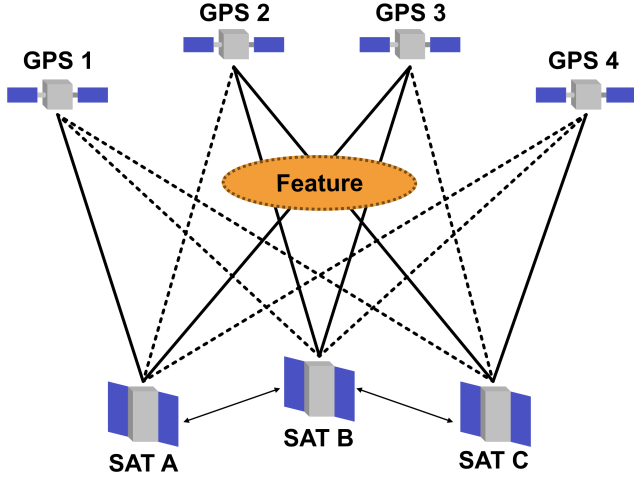 GPS 2
GPS 3
GPS 1
GPS 4
Feature
SAT B
SAT A
SAT C